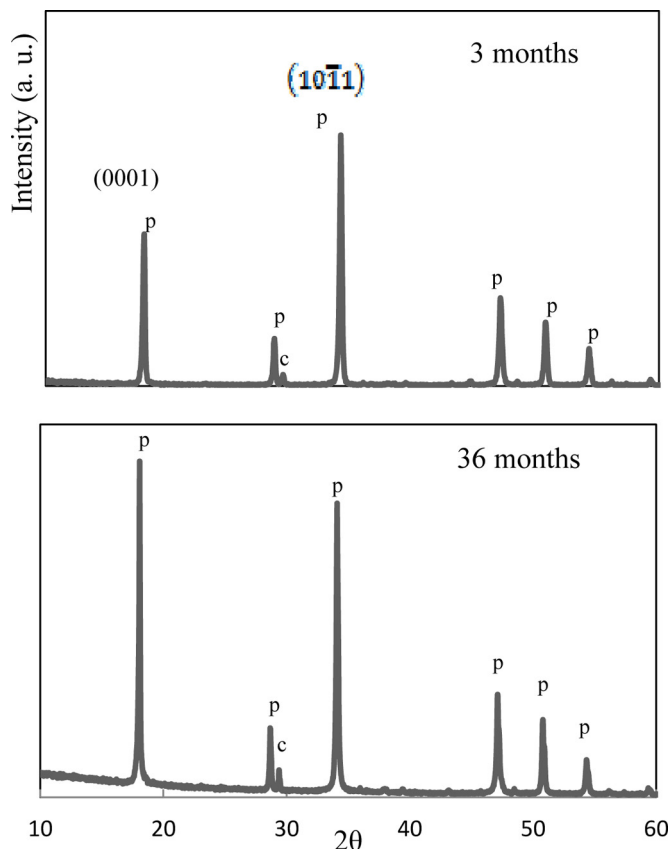 Intensity (a. u.)
3 months
(101̅1)
p
(0001)
p
p
c
p
p
p
36 months
p
p
p
c
p
p
p
10 20 30 40 50 60
2θ